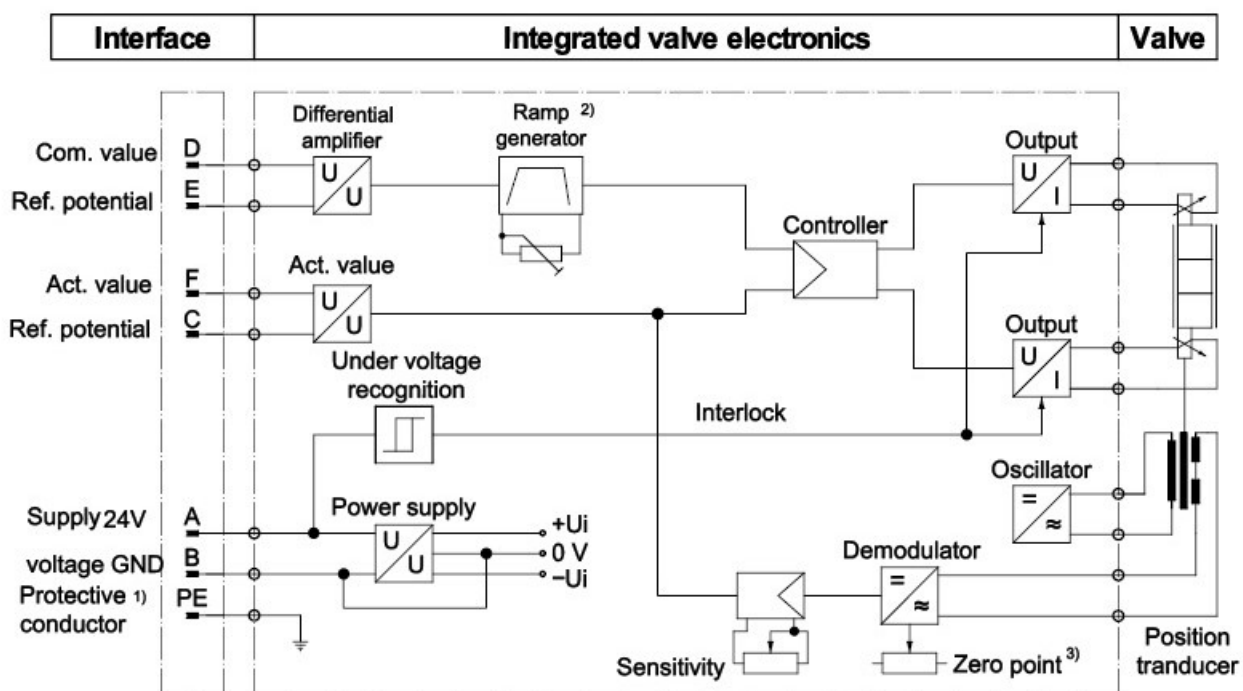 Interface Integrated valve electronics Valve
Differential
amplifier
Ramp 2)
generator
Output
Com. value D
U
U
U
I
Ref. potential E
Controller
Act. value
Act. value F
U
U
Ref. potential C
Output
U
I
Under voltage
recognition
Interlock
Oscillator
=
≈
Supply 24V A
Power supply
U
U
+Ui
0 V
–Ui
voltage GND B
Demodulator
=
≈
Protective 1) PE
conductor
Sensitivity
Zero point 3)
Position
tranducer